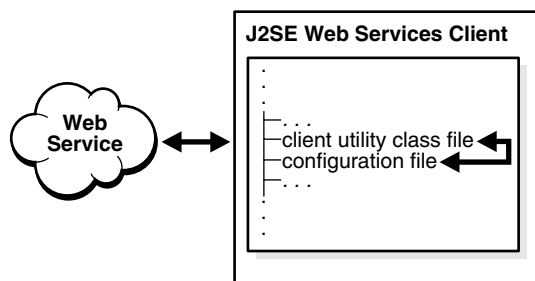 J2SE Web Services Client
Web
Service
.
.
.
. . .
client utility class file
configuration file
. . .
.
.
.